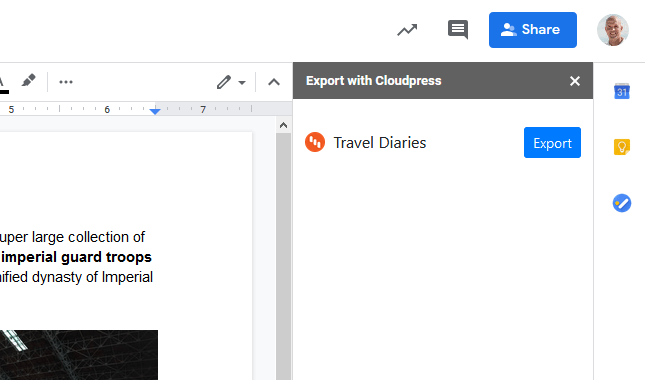 Share
Export with Cloudpress
5 6 7
31
Travel Diaries
Export
uper large collection of
imperial guard troops
ified dynasty of Imperial